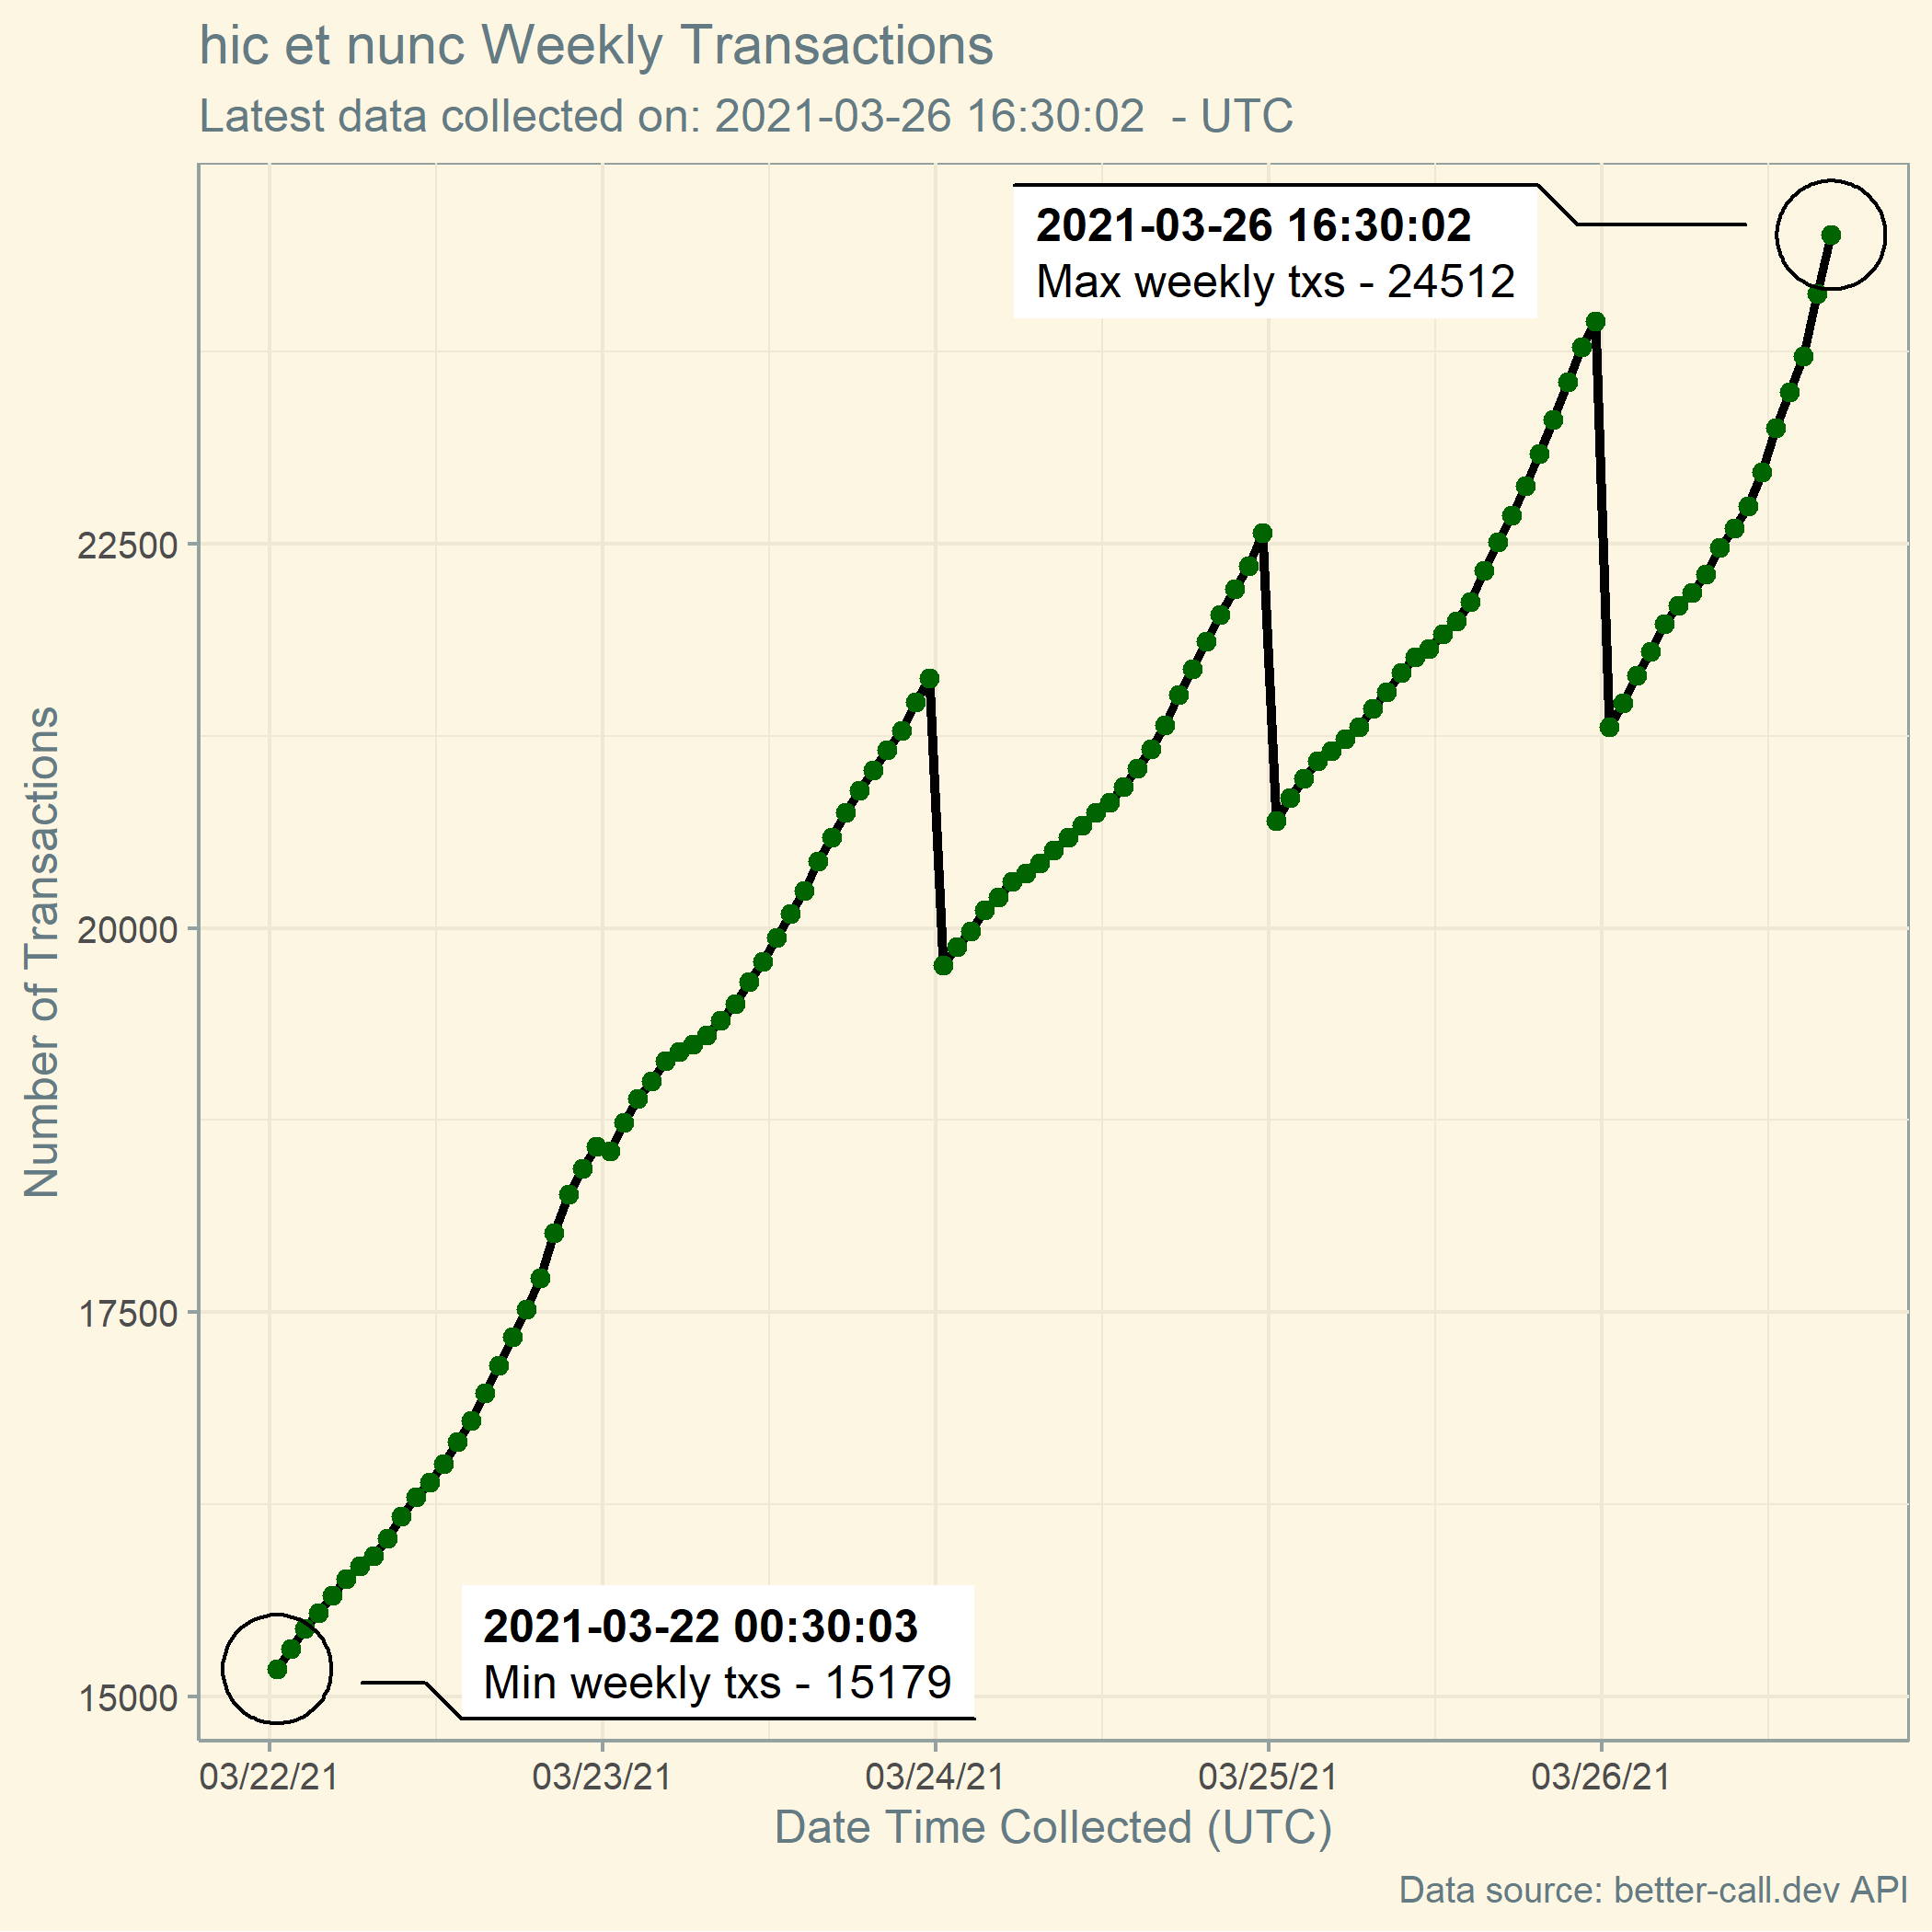 hic et nunc Weekly Transactions
Latest data collected on: 2021-03-26 16:30:02  - UTC
2021-03-26 16:30:02
Max weekly txs - 24512
22500
20000
17500
15000
Number of Transactions
2021-03-22 00:30:03
Min weekly txs - 15179
03/22/21 03/23/21 03/24/21 03/25/21 03/26/21
Date Time Collected (UTC)
Data source: better-call.dev API